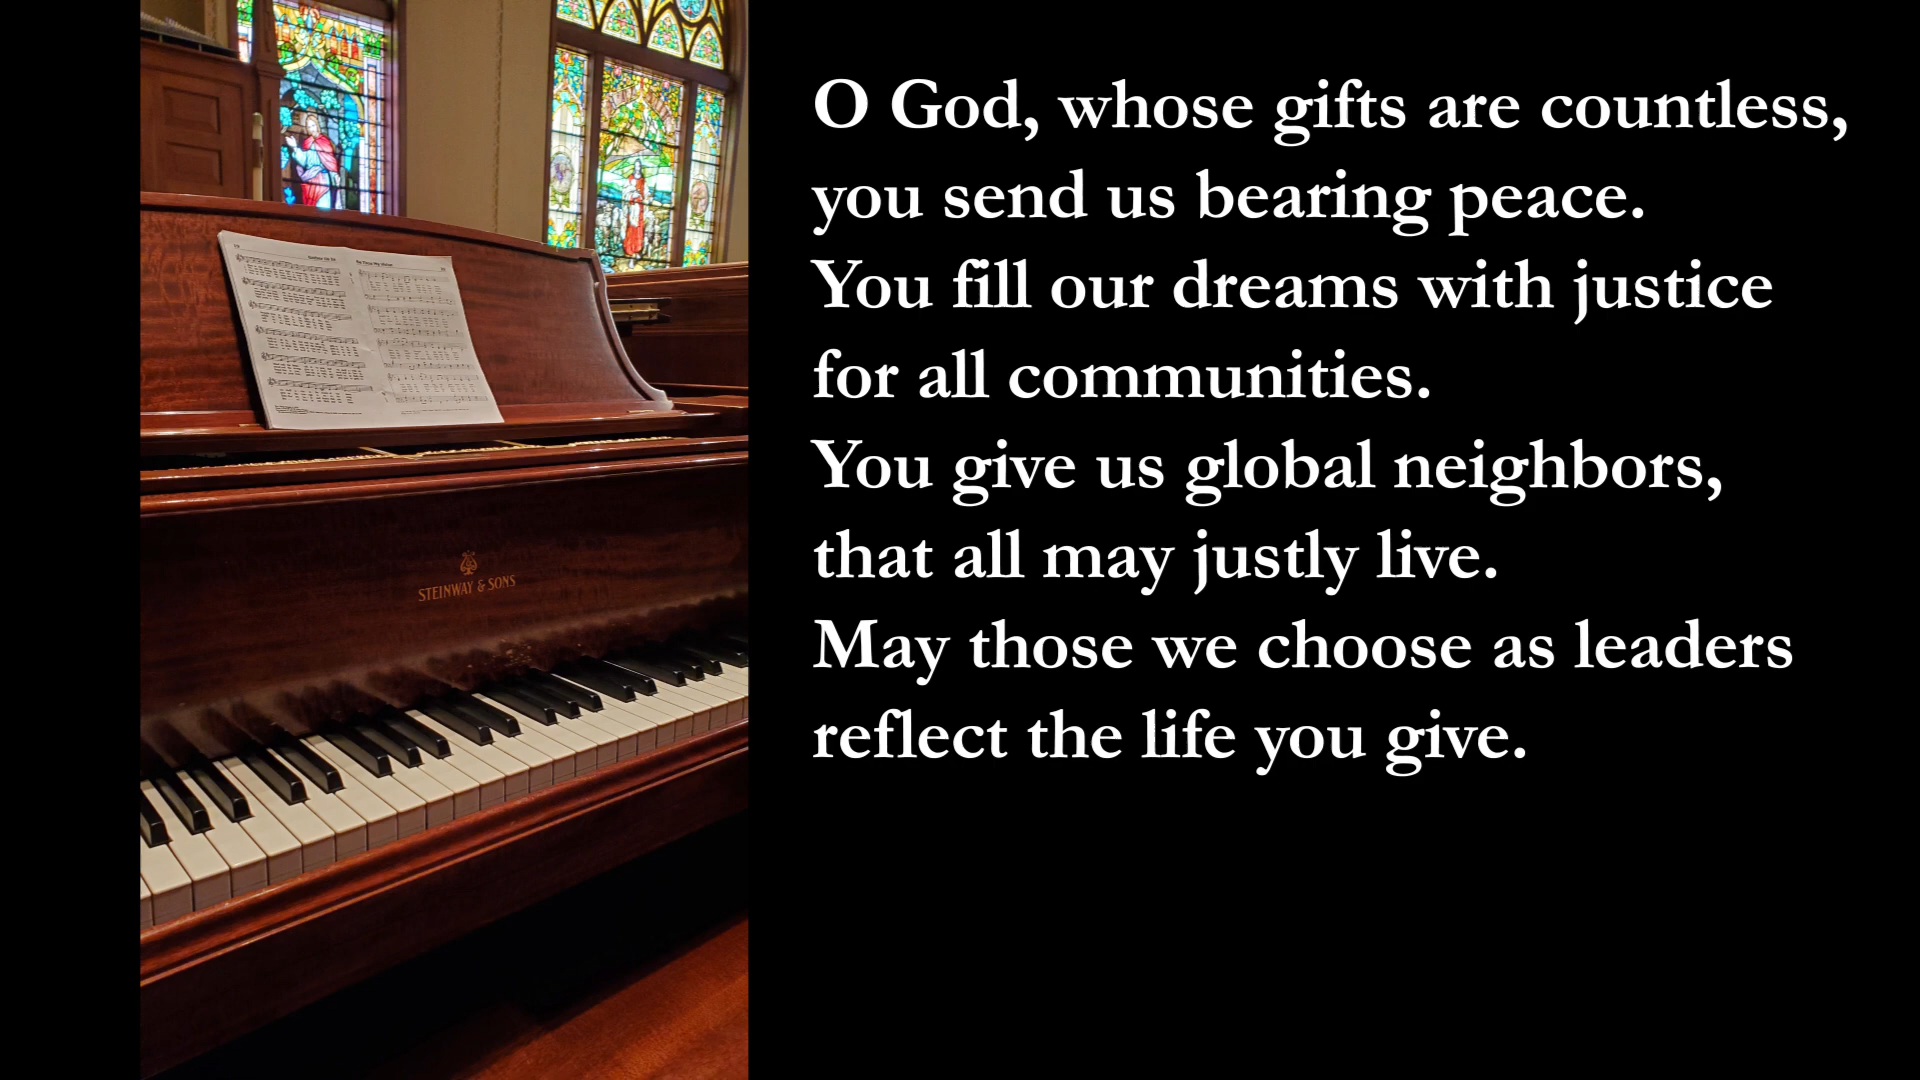 O God, whose gifts are countless,
you send us bearing peace.
You fill our dreams with justice
for all communities.
You give us global neighbors,
that all may justly live.
May those we choose as leaders
reflect the life you give.
STEINWAY & SONS